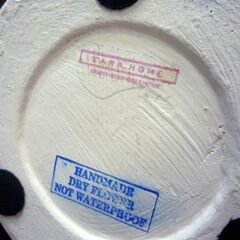 ZARA HOME
HANDMADE
DRY FLOWER
NOT WATERPROOF